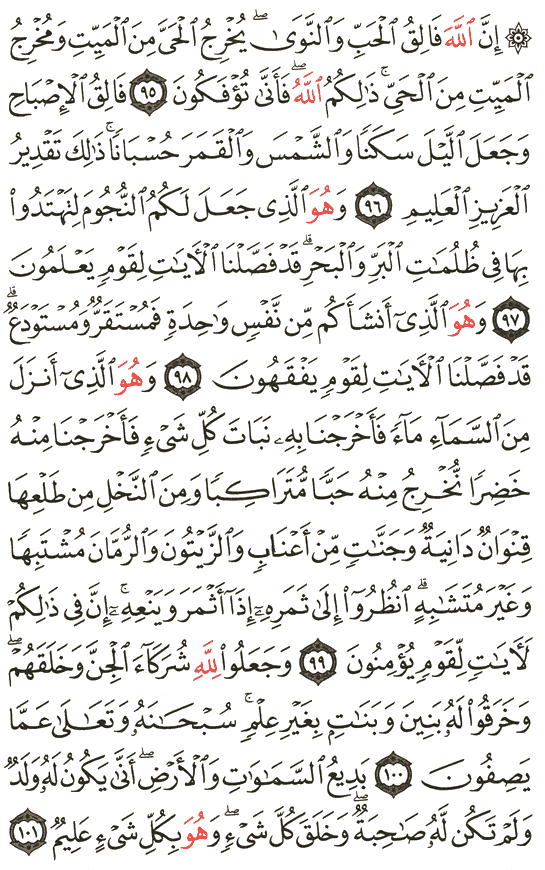 ۞ إِنَّ ٱللَّهَ فَالِقُ ٱلْحَبِّ وَٱلنَّوَىٰ ۖ يُخْرِجُ ٱلْحَىَّ مِنَ ٱلْمَيِّتِ وَمُخْرِجُ
ٱلْمَيِّتِ مِنَ ٱلْحَىِّ ۚ ذَٰلِكُمُ ٱللَّهُ ۖ فَأَنَّىٰ تُؤْفَكُونَ ٩٥ فَالِقُ ٱلْإِصْبَاحِ
وَجَعَلَ ٱلَّيْلَ سَكَنًا وَٱلشَّمْسَ وَٱلْقَمَرَ حُسْبَانًا ۚ ذَٰلِكَ تَقْدِيرُ
ٱلْعَزِيزِ ٱلْعَلِيمِ ٩٦ وَهُوَ ٱلَّذِى جَعَلَ لَكُمُ ٱلنُّجُومَ لِتَهْتَدُوا۟
بِهَا فِى ظُلُمَٰتِ ٱلْبَرِّ وَٱلْبَحْرِ ۗ قَدْ فَصَّلْنَا ٱلْءَايَٰتِ لِقَوْمٍ يَعْلَمُونَ
٩٧ وَهُوَ ٱلَّذِىٓ أَنشَأَكُم مِّن نَّفْسٍ وَٰحِدَةٍ فَمُسْتَقَرٌّ وَمُسْتَوْدَعٌ ۗ
قَدْ فَصَّلْنَا ٱلْءَايَٰتِ لِقَوْمٍ يَفْقَهُونَ ٩٨ وَهُوَ ٱلَّذِىٓ أَنزَلَ
مِنَ ٱلسَّمَآءِ مَآءً فَأَخْرَجْنَا بِهِۦ نَبَاتَ كُلِّ شَىْءٍ فَأَخْرَجْنَا مِنْهُ
خَضِرًا نُّخْرِجُ مِنْهُ حَبًّا مُّتَرَاكِبًا وَمِنَ ٱلنَّخْلِ مِن طَلْعِهَا
قِنْوَانٌ دَانِيَةٌ وَجَنَّٰتٍ مِّنْ أَعْنَابٍ وَٱلزَّيْتُونَ وَٱلرُّمَّانَ مُشْتَبِهًا
وَغَيْرَ مُتَشَٰبِهٍ ۗ ٱنظُرُوٓا۟ إِلَىٰ ثَمَرِهِۦٓ إِذَآ أَثْمَرَ وَيَنْعِهِۦٓ ۚ إِنَّ فِى ذَٰلِكُمْ
لَءَايَٰتٍ لِّقَوْمٍ يُؤْمِنُونَ ٩٩ وَجَعَلُوا۟ لِلَّهِ شُرَكَآءَ ٱلْجِنَّ وَخَلَقَهُمْ ۖ
وَخَرَقُوا۟ لَهُۥ بَنِينَ وَبَنَٰتٍۭ بِغَيْرِ عِلْمٍ ۚ سُبْحَٰنَهُۥ وَتَعَٰلَىٰ عَمَّا
يَصِفُونَ ١٠٠ بَدِيعُ ٱلسَّمَٰوَٰتِ وَٱلْأَرْضِ ۖ أَنَّىٰ يَكُونُ لَهُۥ وَلَدٌ
وَلَمْ تَكُن لَّهُۥ صَٰحِبَةٌ ۖ وَخَلَقَ كُلَّ شَىْءٍ ۖ وَهُوَ بِكُلِّ شَىْءٍ عَلِيمٌ ١٠١